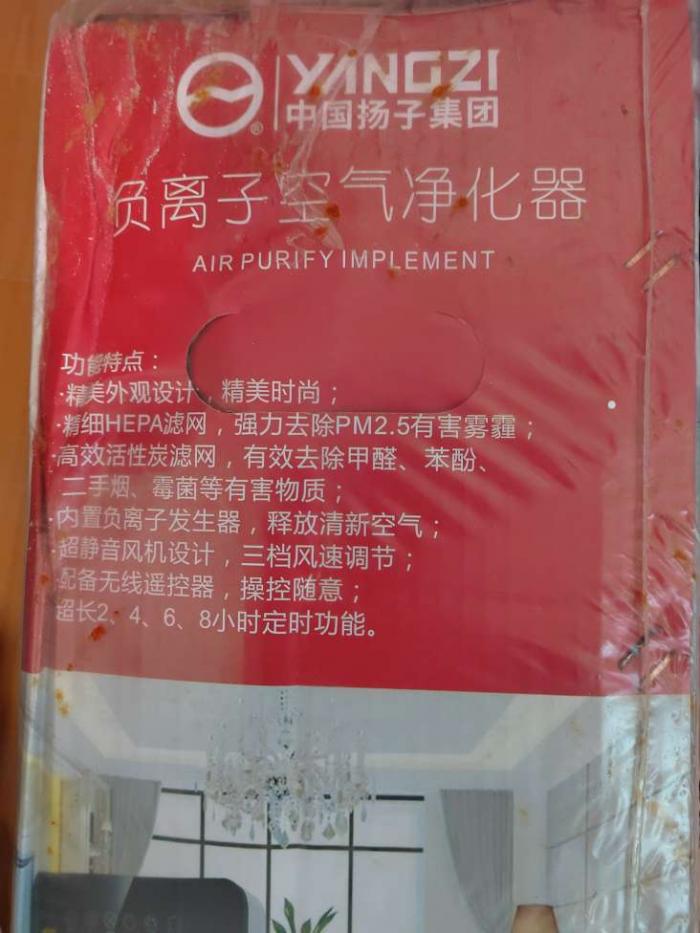 YANGZI
中国扬子集团
负离子空气净化器
AIR PURIFY IMPLEMENT
功能特点：
·精美外观设计，精美时尚；
·精细HEPA滤网，强力去除PM2.5有害雾霾；
·高效活性炭滤网，有效去除甲醛、苯酚、
二手烟、霉菌等有害物质；
·内置负离子发生器，释放清新空气；
·超静音风机设计，三档风速调节；
·配备无线遥控器，操控随意；
·超长2、4、6、8小时定时功能。